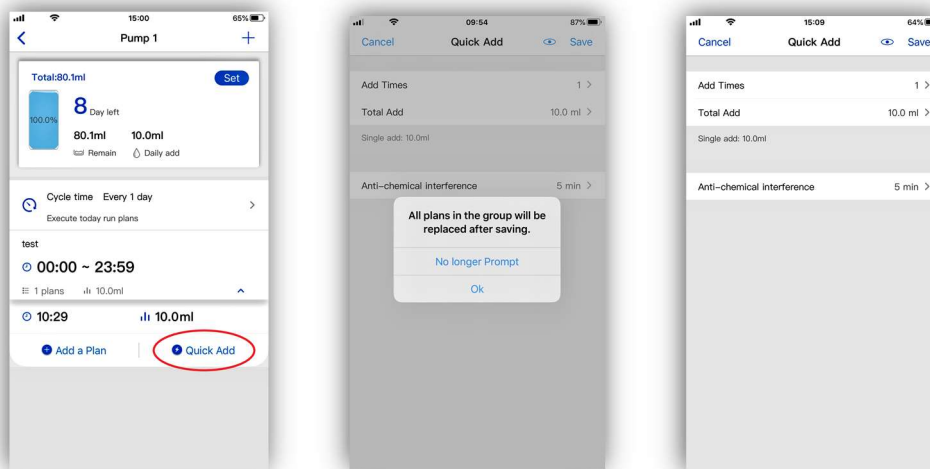 15:00
65%
Pump 1
Total:80.1ml
Set
100.0%
8 Day left
80.1ml 10.0ml
Remain Daily add
Cycle time Every 1 day
Execute today run plans
test
00:00 ~ 23:59
1 plans 10.0ml
10:29 10.0ml
Add a Plan Quick Add
09:54
87%
Cancel Quick Add Save
Add Times 1
Total Add 10.0 ml
Single add: 10.0ml
Anti-chemical interference 5 min
All plans in the group will be
replaced after saving.
No longer Prompt
Ok
15:09
64%
Cancel Quick Add Save
Add Times 1
Total Add 10.0 ml
Single add: 10.0ml
Anti-chemical interference 5 min